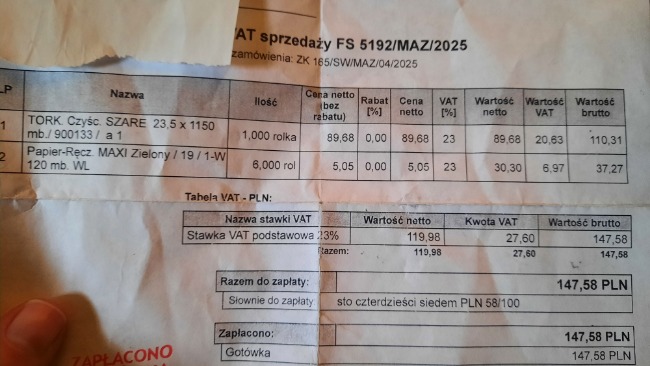 VAT sprzedaży FS 5192/MAZ/2025
zamówienia: ZK 165/SW/MAZ/04/2025
LP Nazwa Ilość Cena netto (bez rabatu) Rabat [%] Cena netto VAT [%] Wartość netto Wartość VAT Wartość brutto
1 TORK. Czyśc. SZARE 23,5 x 1150 mb./ 900133 / a 1 1,000 rolka 89,68 0,00 89,68 23 89,68 20,63 110,31
2 Papier-Ręcz. MAXI Zielony / 19 / 1-W 120 mb. WL 6,000 rol 5,05 0,00 5,05 23 30,30 6,97 37,27
Tabela VAT - PLN:
Nazwa stawki VAT Wartość netto Kwota VAT Wartość brutto
Stawka VAT podstawowa 23% 119,98 27,60 147,58
Razem: 119,98 27,60 147,58
Razem do zapłaty: 147,58 PLN
Słownie do zapłaty: sto czterdzieści siedem PLN 58/100
Zapłacono: 147,58 PLN
Gotówka 147,58 PLN
ZAPŁACONO